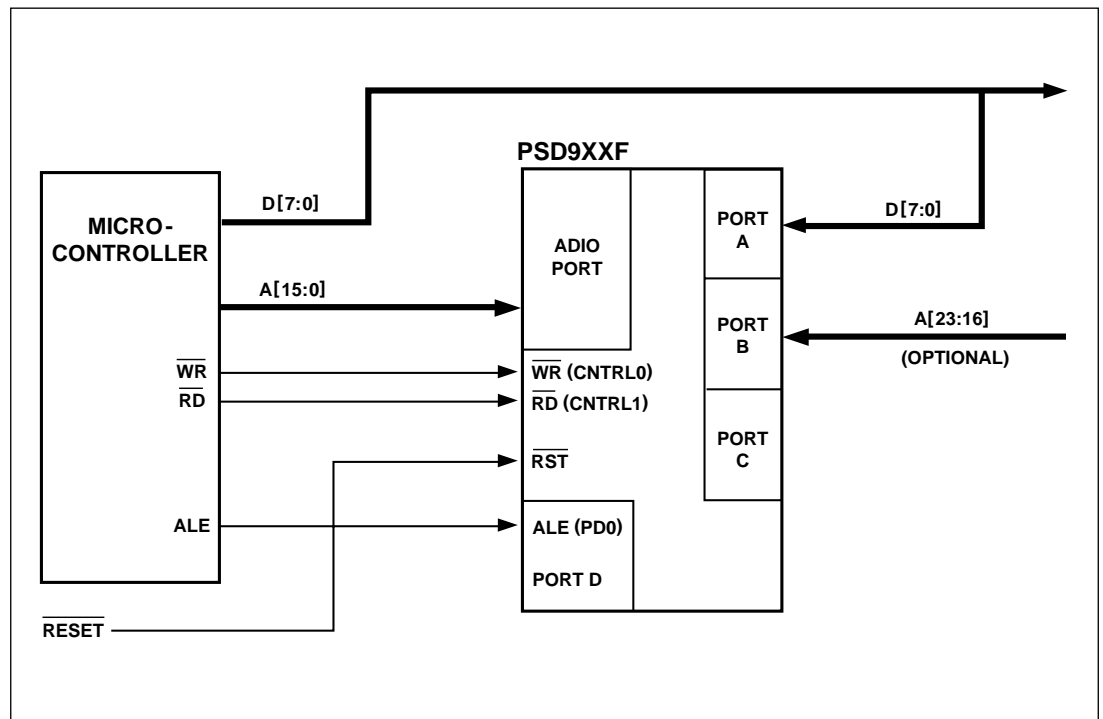 PSD9XXF
MICRO-
CONTROLLER
D[7:0]
A[15:0]
WR
RD
ALE
RESET
ADIO
PORT
WR (CNTRL0)
RD (CNTRL1)
RST
ALE (PD0)
PORT D
PORT
A
PORT
B
PORT
C
D[7:0]
A[23:16]
(OPTIONAL)